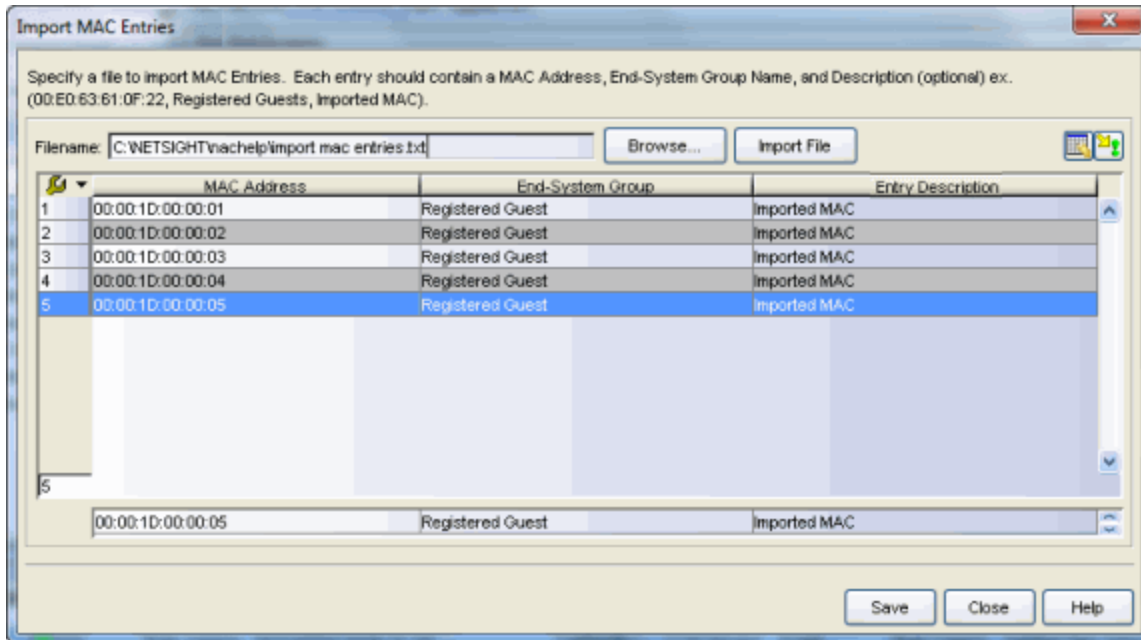 Import MAC Entries
Specify a file to import MAC Entries. Each entry should contain a MAC Address, End-System Group Name, and Description (optional) ex.
(00:E0:63:61:0F:22, Registered Guests, Imported MAC).
Filename: C:\NETSIGHT\nachelp\import mac entries.txt Browse... Import File
MAC Address End-System Group Entry Description
1 00:00:1D:00:00:01 Registered Guest Imported MAC
2 00:00:1D:00:00:02 Registered Guest Imported MAC
3 00:00:1D:00:00:03 Registered Guest Imported MAC
4 00:00:1D:00:00:04 Registered Guest Imported MAC
5 00:00:1D:00:00:05 Registered Guest Imported MAC
5
00:00:1D:00:00:05 Registered Guest Imported MAC
Save Close Help